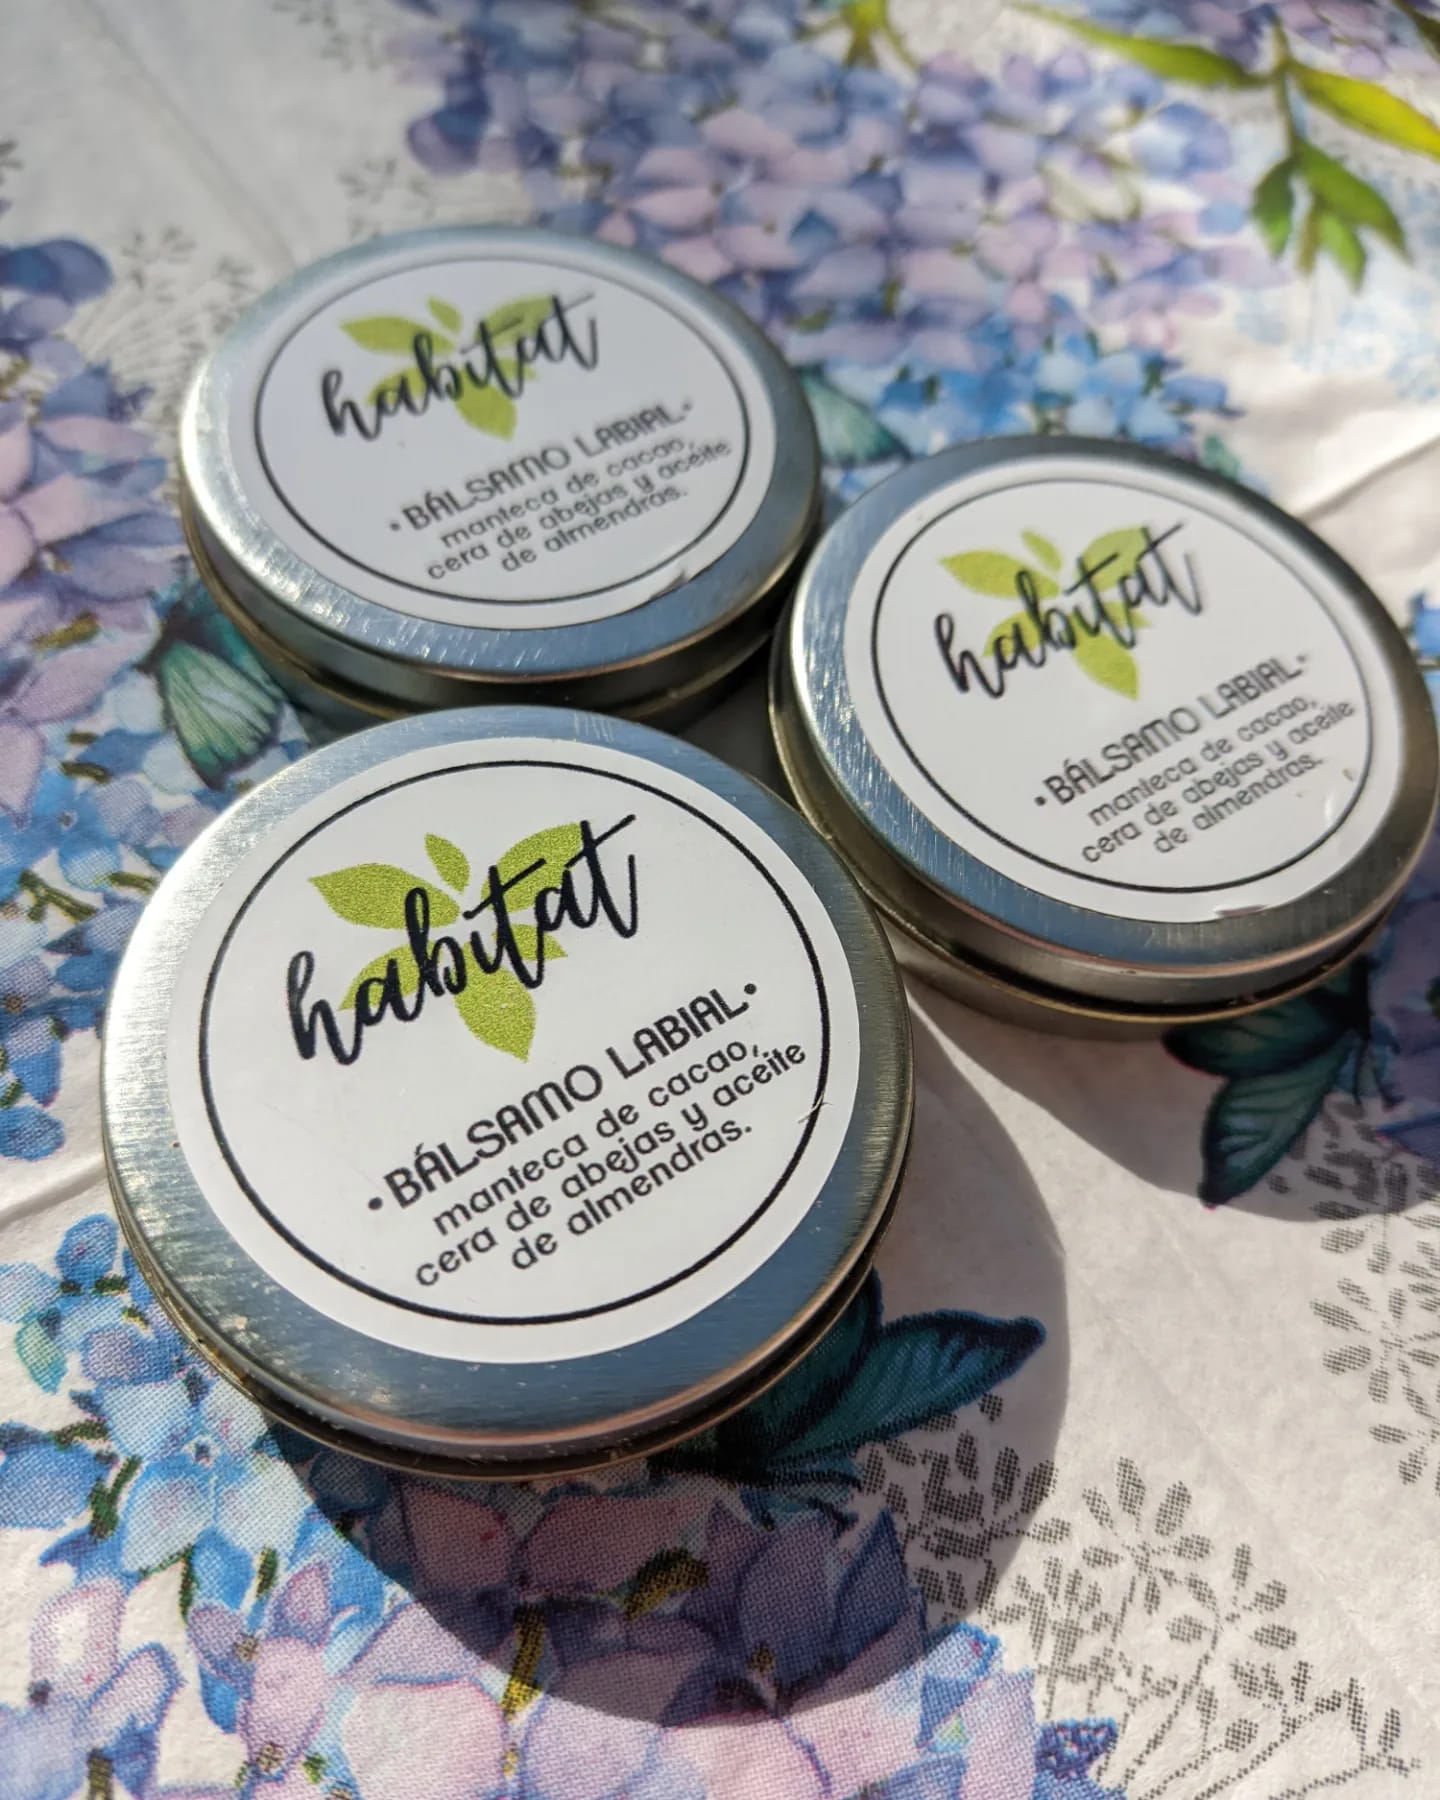 habitat
• BÁLSAMO LABIAL •
manteca de cacao,
cera de abejas y aceite
de almendras.
habitat
• BÁLSAMO LABIAL •
manteca de cacao,
cera de abejas y aceite
de almendras.
habitat
• BÁLSAMO LABIAL •
manteca de cacao,
cera de abejas y aceite
de almendras.